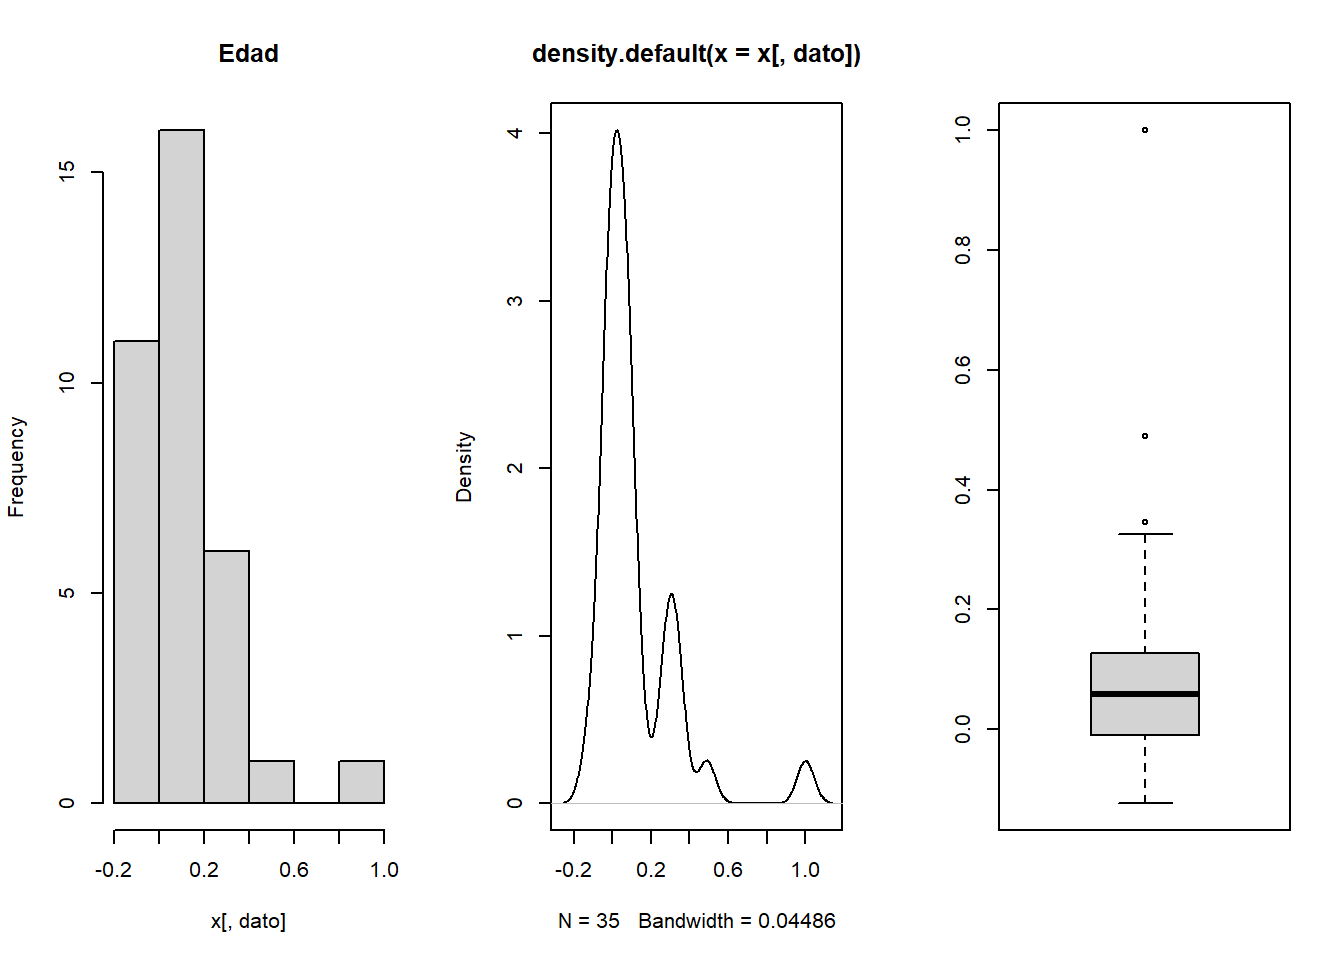 Edad
Frequency
15
10
5
0
-0.2 0.2 0.6 1.0
x[, dato]
density.default(x = x[, dato])
Density
4
3
2
1
0
-0.2 0.2 0.6 1.0
N = 35 Bandwidth = 0.04486
1.0
0.8
0.6
0.4
0.2
0.0